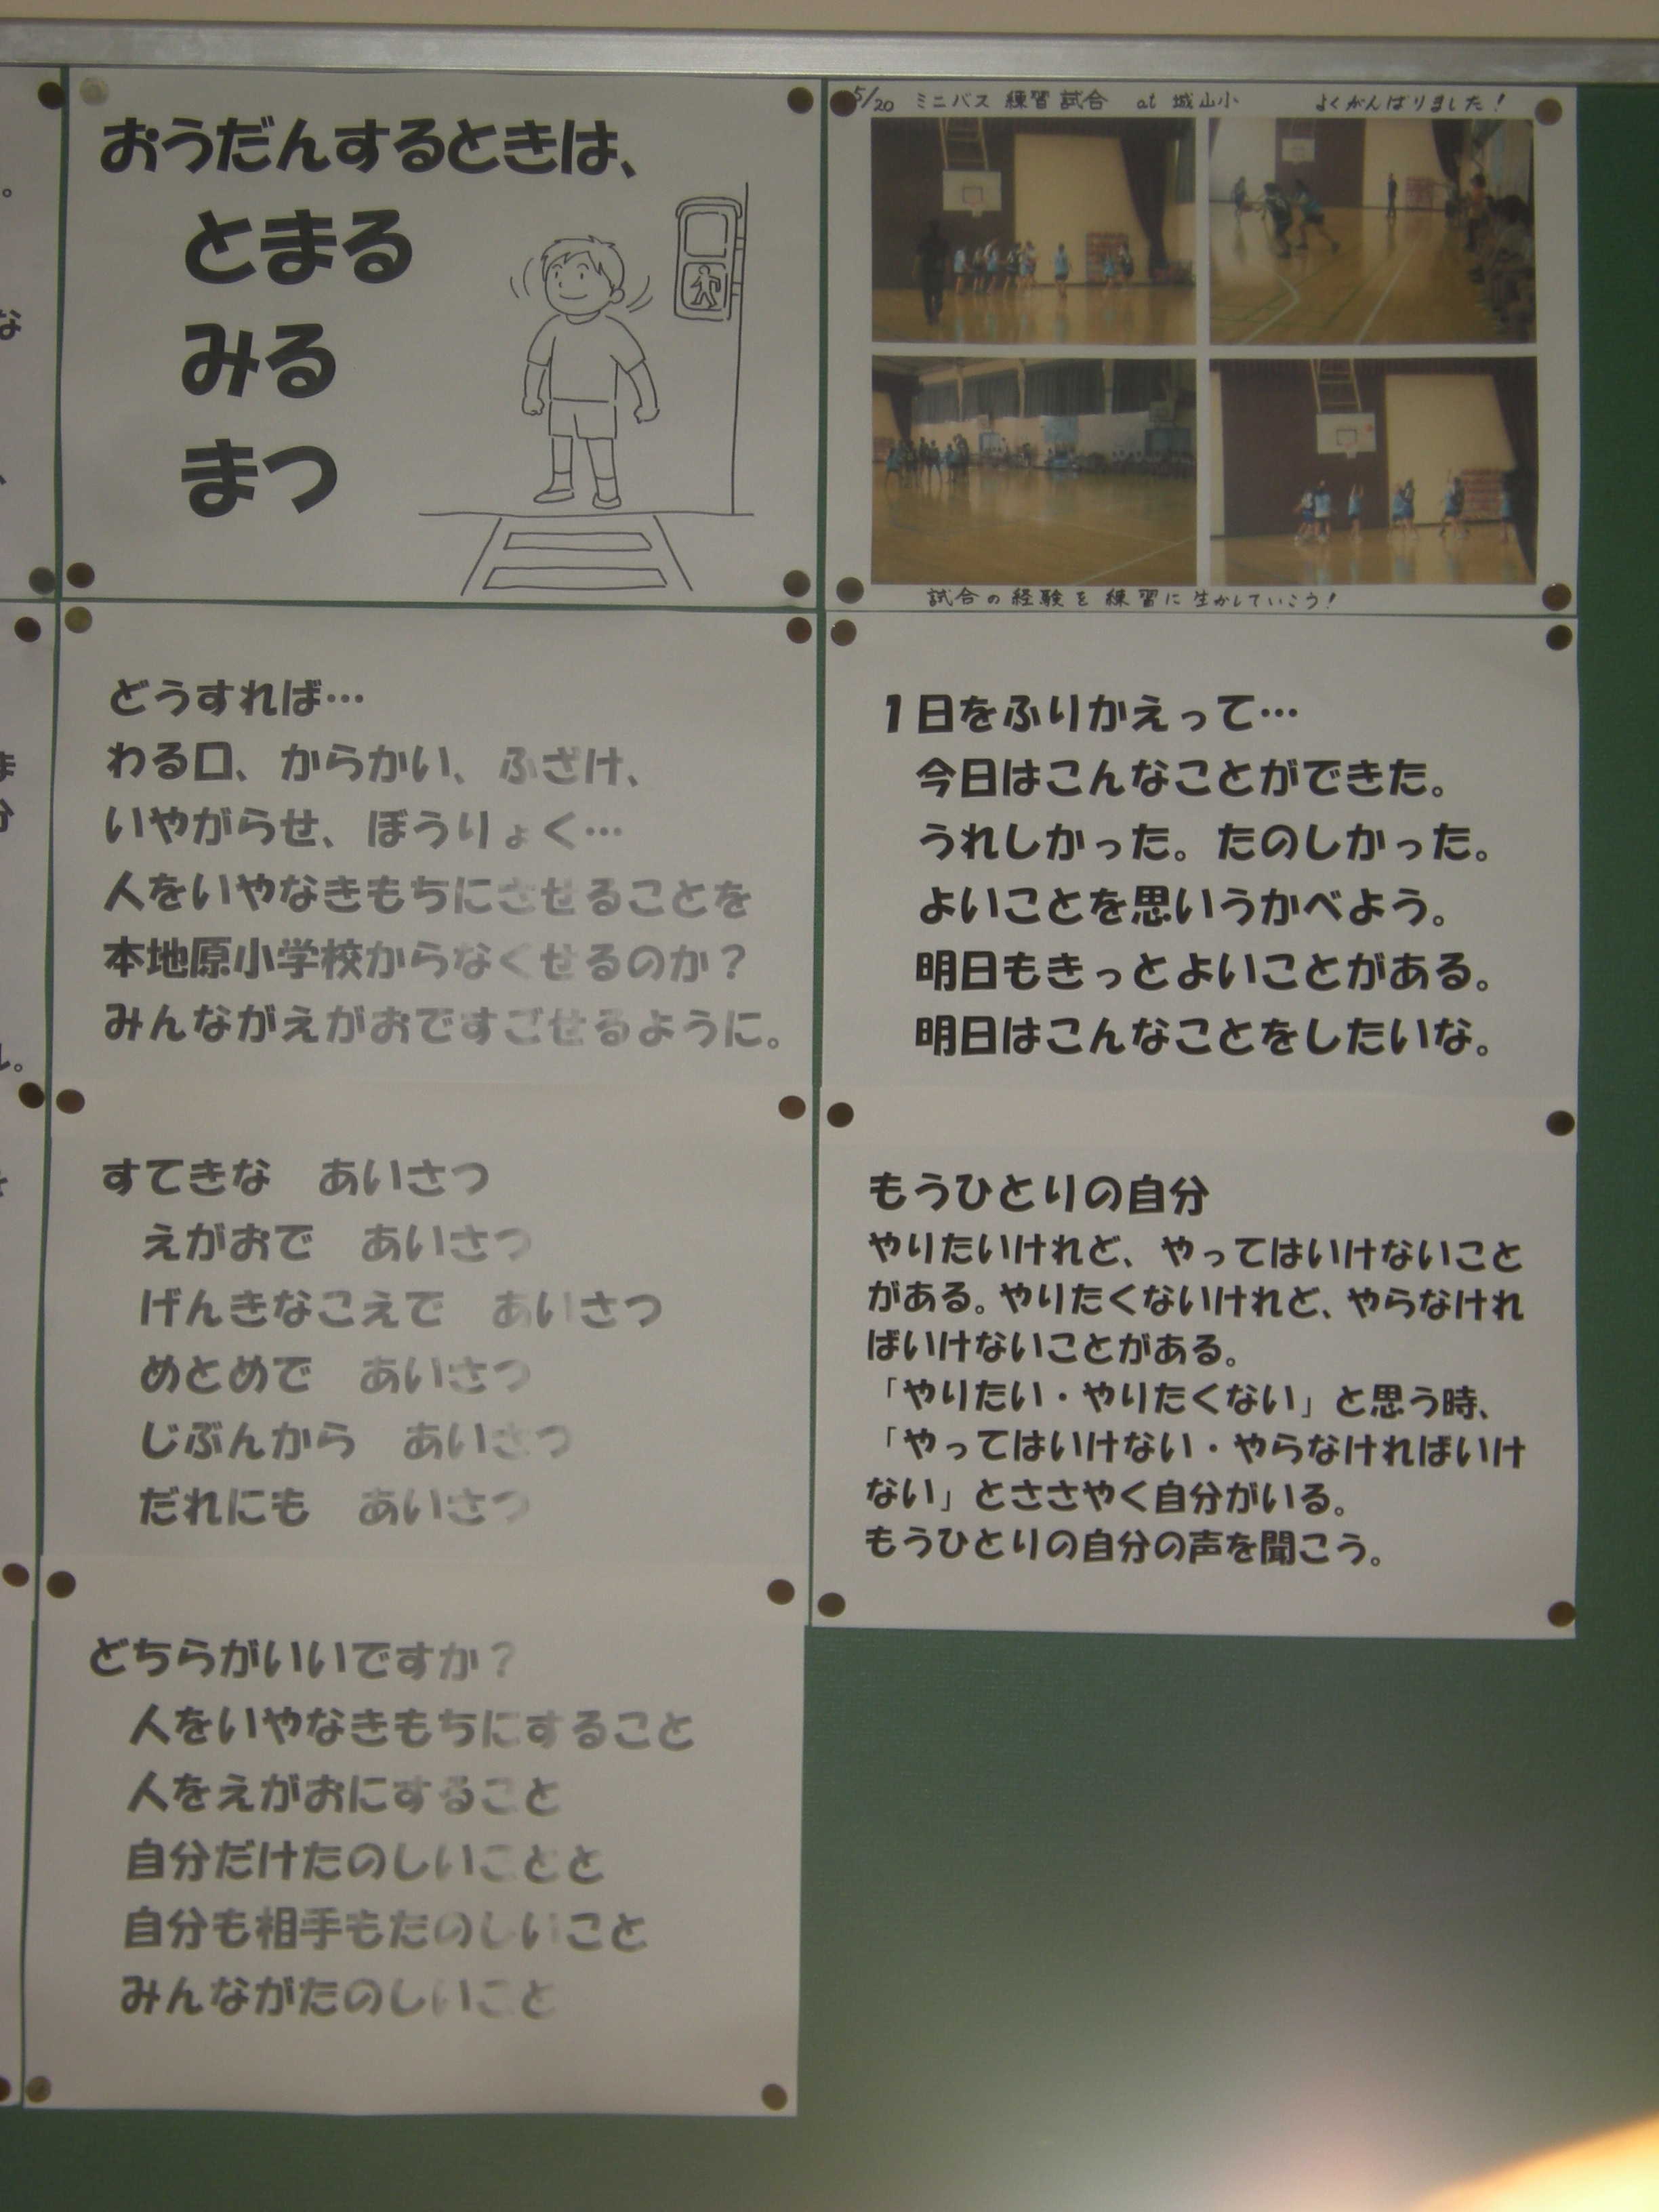 おうだんするときは、
とまる
みる
まつ
5/20 ミニバス 練習試合 at 城山小 よくがんばりました！
試合の経験を練習に生かしていこう！
どうすれば…
わる口、からかい、ふざけ、
いやがらせ、ぼうりょく…
人をいやなきもちにさせることを
本地原小学校からなくせるのか？
みんながえがおですごせるように。
1日をふりかえって…
今日はこんなことができた。
うれしかった。たのしかった。
よいことを思いうかべよう。
明日もきっとよいことがある。
明日はこんなことをしたいな。
すてきな　あいさつ
えがおで　あいさつ
げんきなこえで　あいさつ
めとめで　あいさつ
じぶんから　あいさつ
だれにも　あいさつ
もうひとりの自分
やりたいけれど、やってはいけないこと
がある。やりたくないけれど、やらなけれ
ばいけないことがある。
「やりたい・やりたくない」と思う時、
「やってはいけない・やらなければいけ
ない」とささやく自分がいる。
もうひとりの自分の声を聞こう。
どちらがいいですか？
人をいやなきもちにすること
人をえがおにすること
自分だけたのしいことと
自分も相手もたのしいこと
みんながたのしいこと